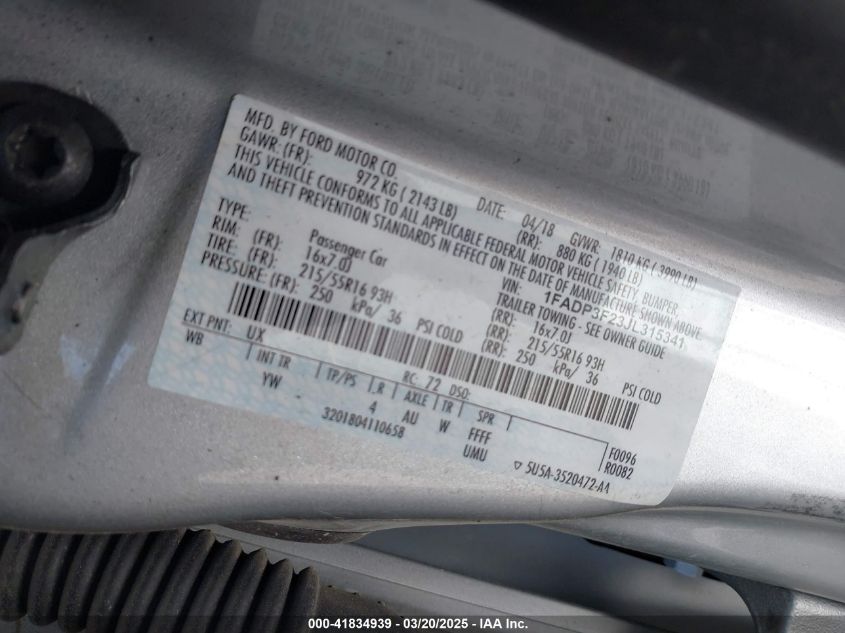 MFD. BY FORD MOTOR CO.
DATE: 04/18 GVWR: 1810 KG ( 3990 LB)
GAWR: (FR): 972 KG ( 2143 LB) (RR): 880 KG ( 1940 LB)
THIS VEHICLE CONFORMS TO ALL APPLICABLE FEDERAL MOTOR VEHICLE SAFETY, BUMPER,
AND THEFT PREVENTION STANDARDS IN EFFECT ON THE DATE OF MANUFACTURE SHOWN ABOVE
VIN: 1FADP3F23JL315341
TYPE: Passenger Car TRAILER TOWING - SEE OWNER GUIDE
RIM: (FR): 16x7.0J (RR): 16x7.0J
TIRE: (FR): 215/55R16 93H (RR): 215/55R16 93H
PRESSURE: (FR): 250 kPa/ 36 PSI COLD (RR): 250 kPa/ 36 PSI COLD
EXT PNT: UX RC: 72 DSO:
WB INT TR TP/PS R AXLE TR SPR
YW 4 AU W FFFF
F0096
R0082
3201804110658 UMU
▽ 5U5A-3520472-AA
000-41834939 - 03/20/2025 - IAA Inc.